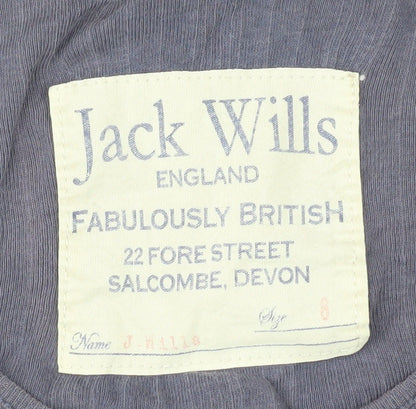 Jack Wills
ENGLAND
FABULOUSLY BRITISH
22 FORE STREET
SALCOMBE, DEVON
Size 8
Name J. Wills